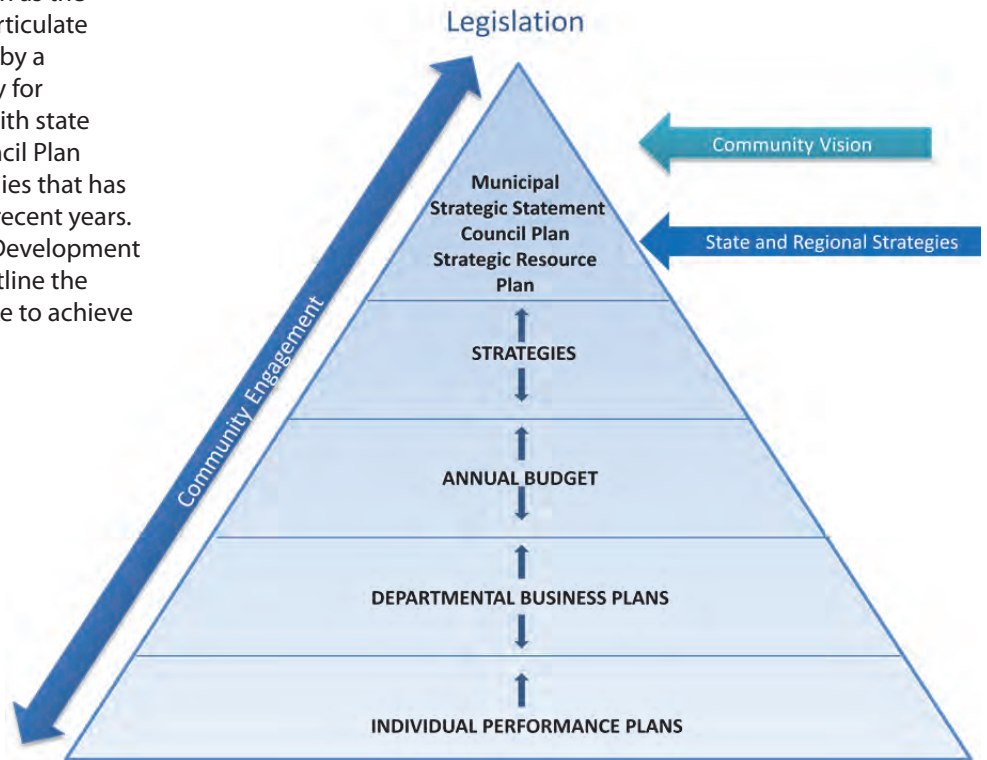 Legislation
articulate
by a
y for
ith state
cil Plan
ies that has
recent years.
Development
tline the
e to achieve
Community Vision
State and Regional Strategies
Community Engagement
Municipal
Strategic Statement
Council Plan
Strategic Resource
Plan
STRATEGIES
ANNUAL BUDGET
DEPARTMENTAL BUSINESS PLANS
INDIVIDUAL PERFORMANCE PLANS